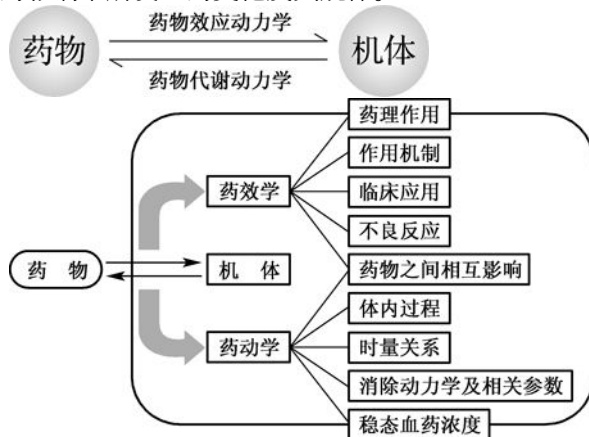 药物
药物效应动力学
药物代谢动力学
机体
药理作用
作用机制
药效学
临床应用
不良反应
药物
机体
药物之间相互影响
体内过程
药动学
时量关系
消除动力学及相关参数
稳态血药浓度